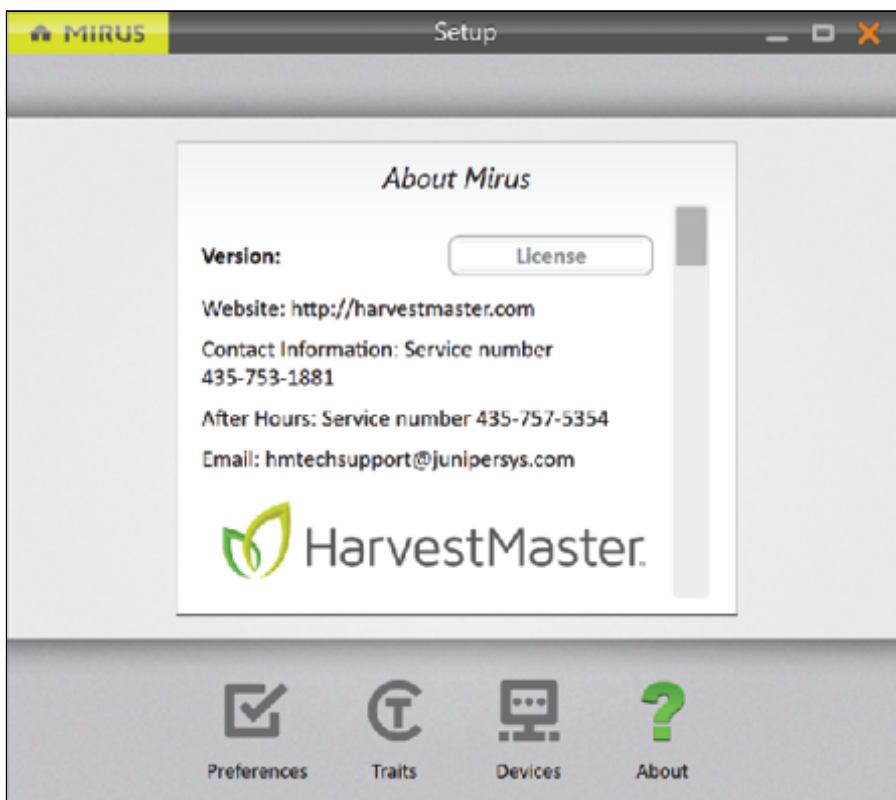 MIRUS
Setup
About Mirus
Version:
License
Website: http://harvestmaster.com
Contact Information: Service number
435-753-1881
After Hours: Service number 435-757-5354
Email: hmtechsupport@junipersys.com
HarvestMaster™
Preferences
Traits
Devices
About